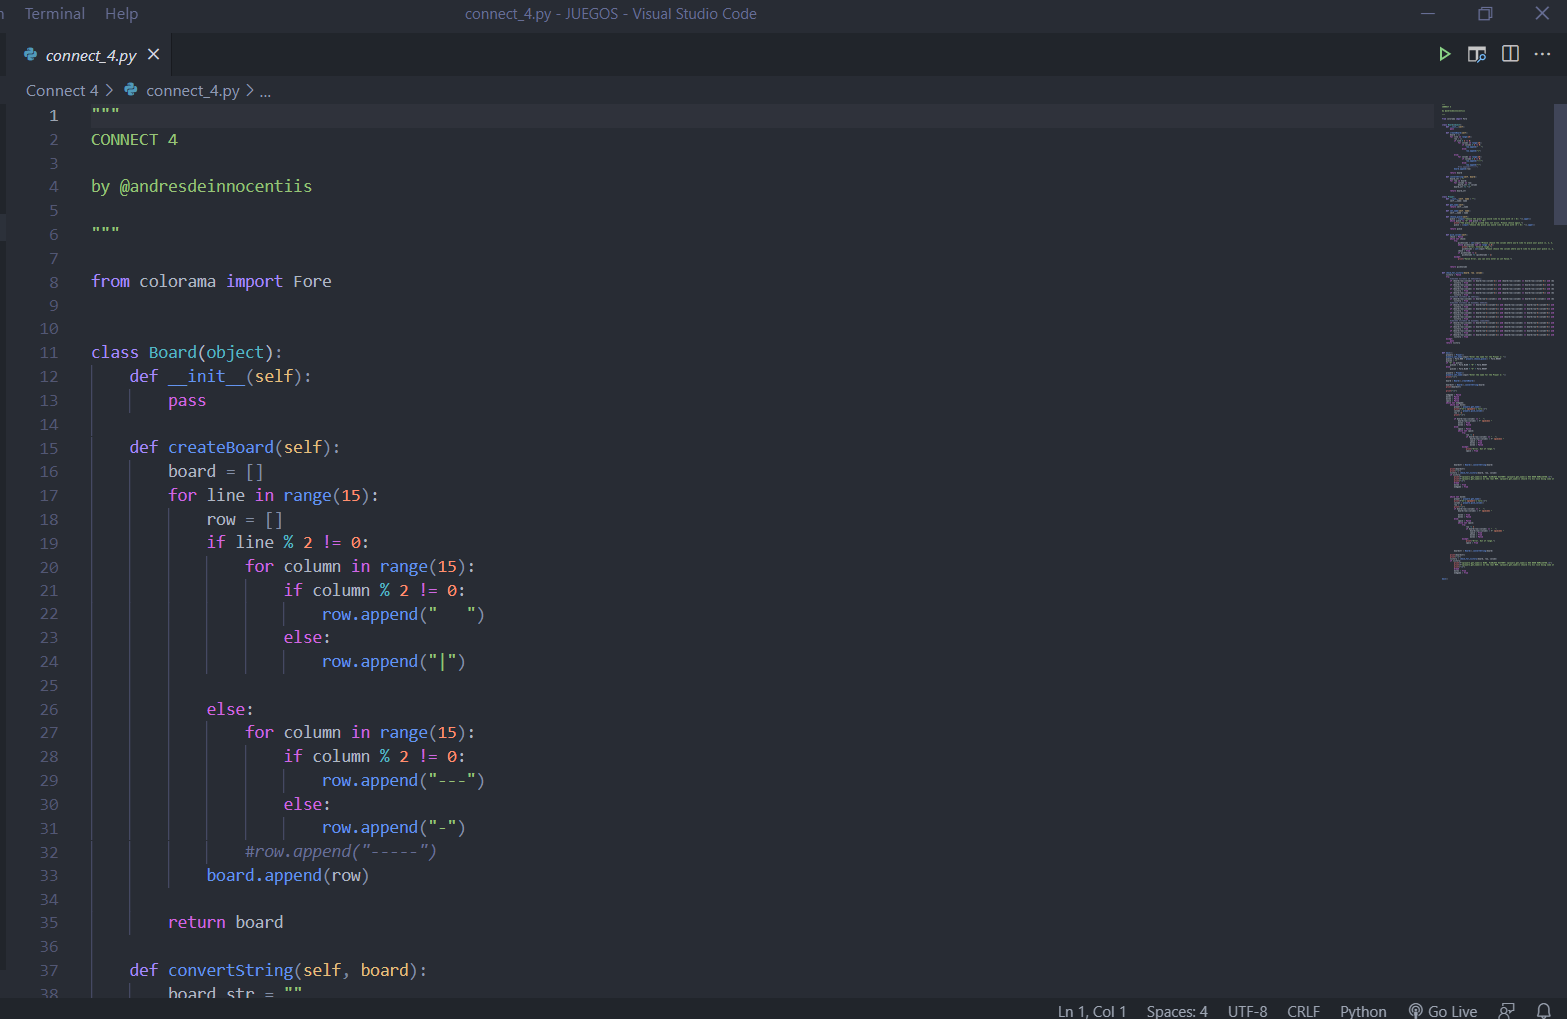 Terminal Help connect_4.py - JUEGOS - Visual Studio Code
connect_4.py
Connect 4 > connect_4.py > ...
1 """
2 CONNECT 4
3
4 by @andresdeinnocentiis
5
6 """
7
8 from colorama import Fore
9
10
11 class Board(object):
12     def __init__(self):
13         pass
14
15     def createBoard(self):
16         board = []
17         for line in range(15):
18             row = []
19             if line % 2 != 0:
20                 for column in range(15):
21                     if column % 2 != 0:
22                         row.append("   ")
23                     else:
24                         row.append("|")
25
26             else:
27                 for column in range(15):
28                     if column % 2 != 0:
29                         row.append("---")
30                     else:
31                         row.append("-")
32                 #row.append("-----")
33             board.append(row)
34
35         return board
36
37     def convertString(self, board):
38         board_str = ""
Ln 1, Col 1 Spaces: 4 UTF-8 CRLF Python Go Live